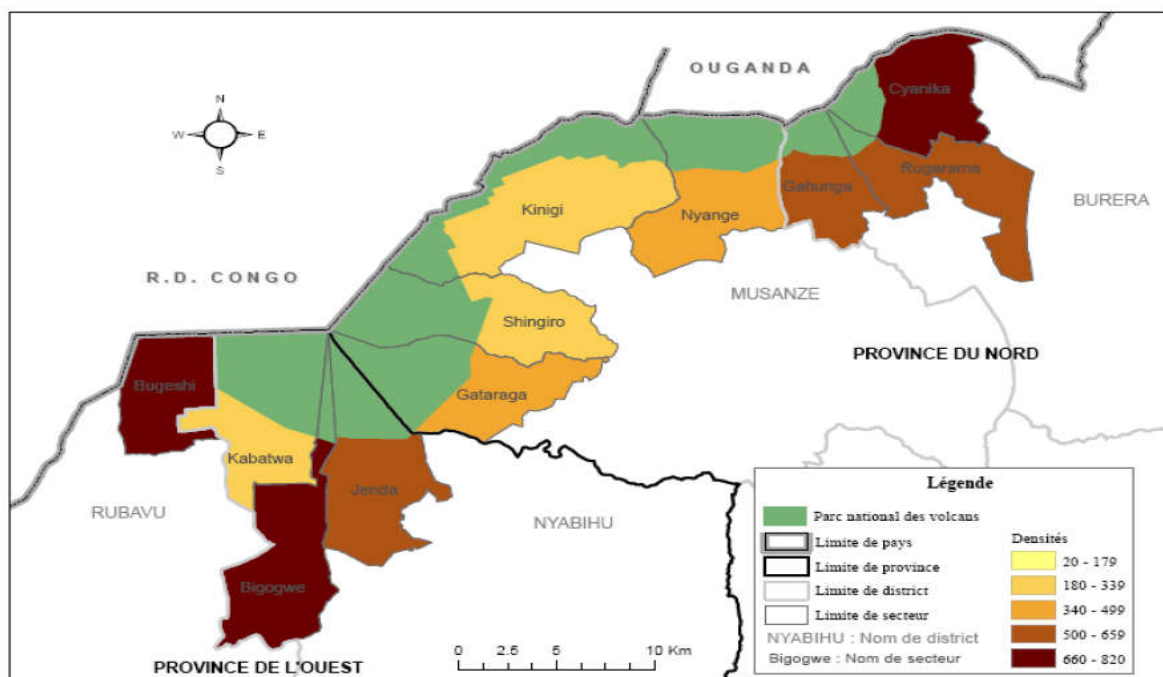 OUGANDA
Cyanika
N
W E
S
Rugarama
Gahunga
BURERA
Kinigi
Nyange
R.D. CONGO
MUSANZE
Shingiro
PROVINCE DU NORD
Bugeshi
Gataraga
Kabatwa
Jenda
RUBAVU
NYABIHU
Bigogwe
PROVINCE DE L'OUEST
0 2.5 5 10 Km
Légende
Parc national des volcans
Limite de pays
Limite de province
Limite de district
Limite de secteur
NYABIHU : Nom de district
Bigogwe : Nom de secteur
Densités
20 - 179
180 - 339
340 - 499
500 - 659
660 - 820